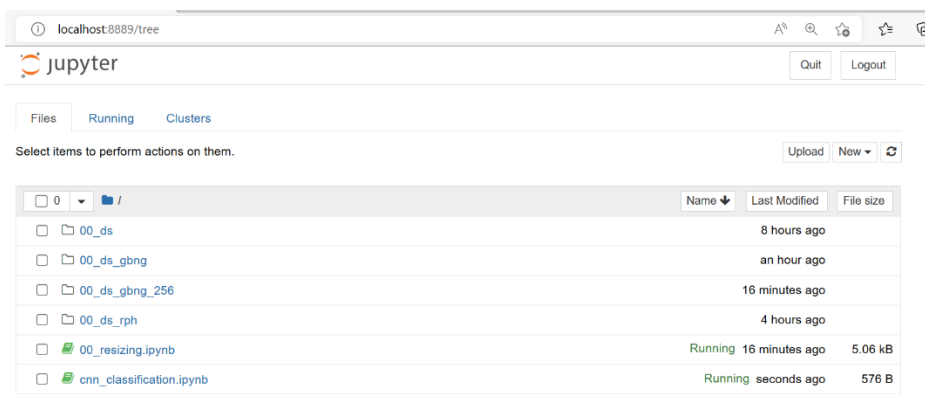 localhost:8889/tree
jupyter
Quit Logout
Files Running Clusters
Select items to perform actions on them.
Upload New
0 / Name Last Modified File size
00_ds 8 hours ago
00_ds_gbng an hour ago
00_ds_gbng_256 16 minutes ago
00_ds_rph 4 hours ago
00_resizing.ipynb Running 16 minutes ago 5.06 kB
cnn_classification.ipynb Running seconds ago 576 B